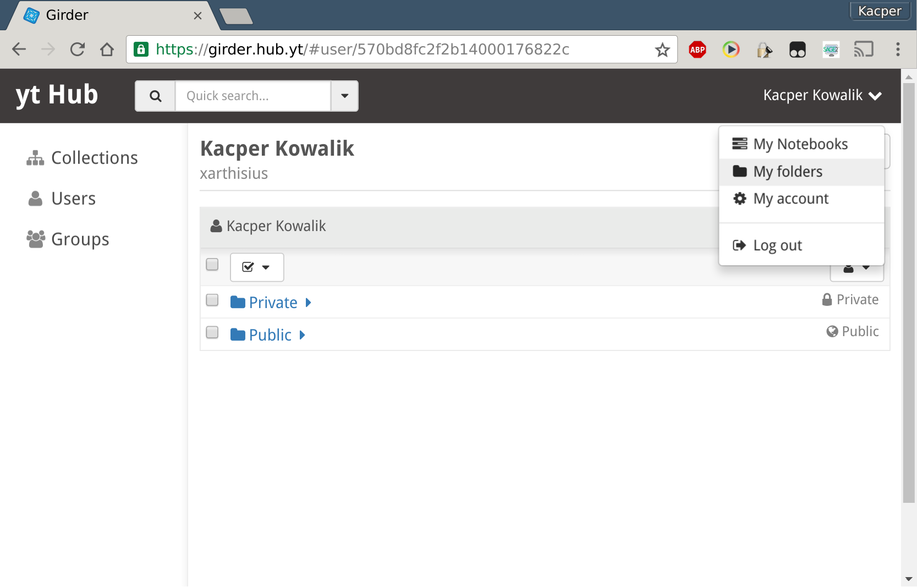 Girder
Kacper
https://girder.hub.yt/#user/570bd8fc2f2b14000176822c
ABP
yt Hub
Quick search...
Kacper Kowalik
Collections
Users
Groups
Kacper Kowalik
xarthisius
My Notebooks
My folders
My account
Log out
Kacper Kowalik
Private
Private
Public
Public